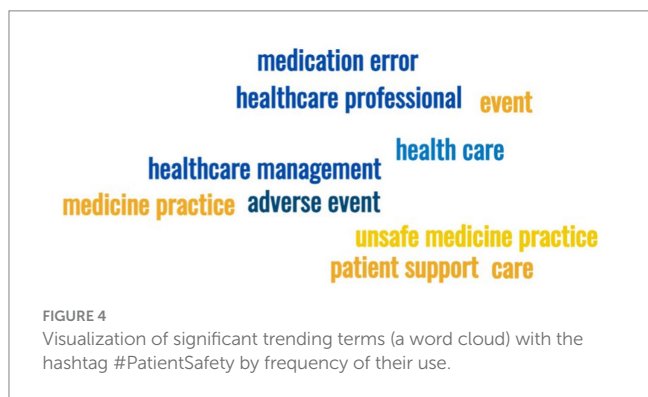 medication error
healthcare professional event
health care
healthcare management
medicine practice adverse event
unsafe medicine practice
patient support care
FIGURE 4
Visualization of significant trending terms (a word cloud) with the
hashtag #PatientSafety by frequency of their use.